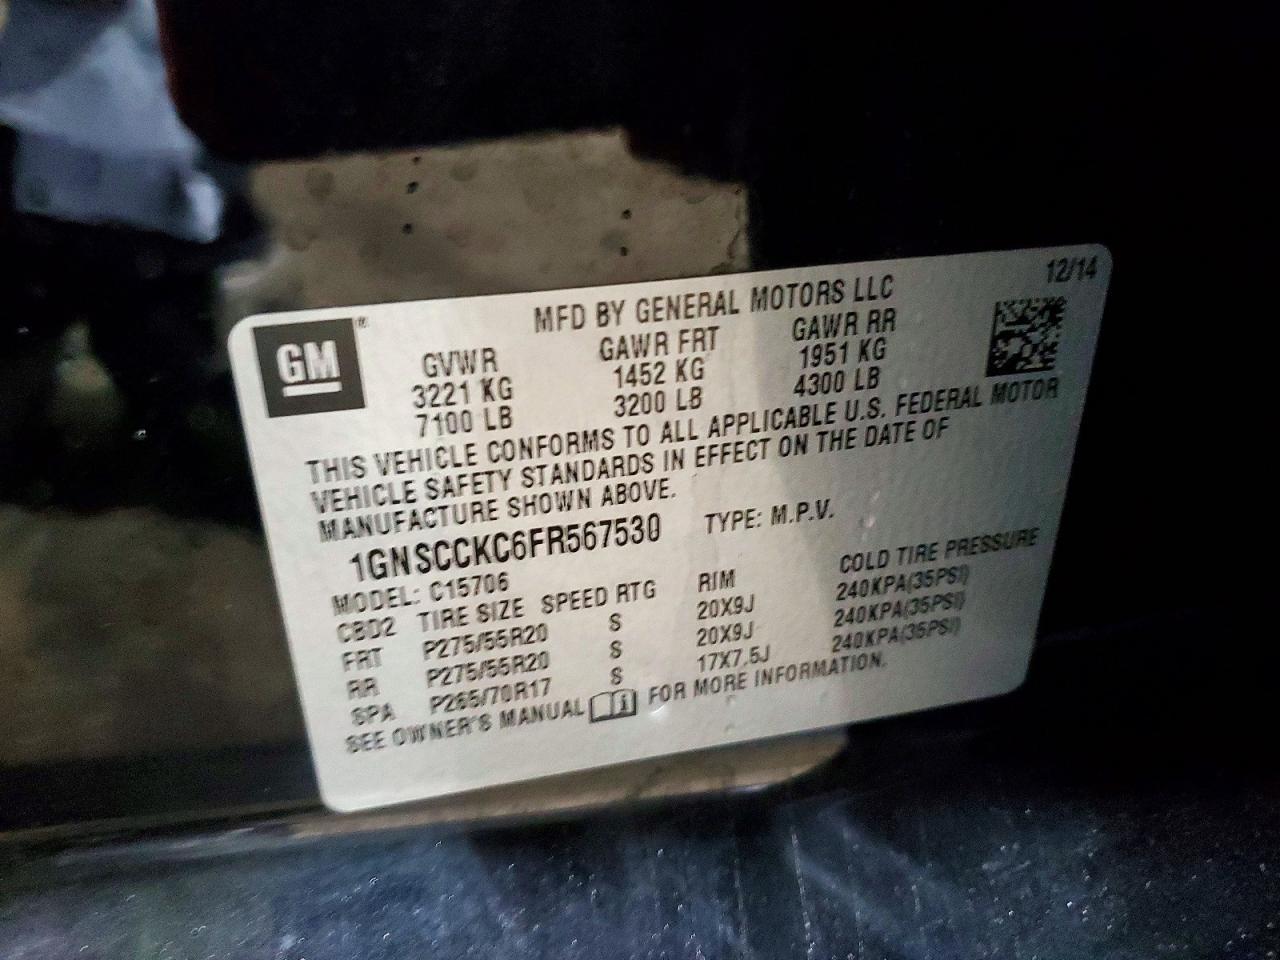 12/14
MFD BY GENERAL MOTORS LLC
GM®
GVWR GAWR FRT GAWR RR
3221 KG 1452 KG 1951 KG
7100 LB 3200 LB 4300 LB
THIS VEHICLE CONFORMS TO ALL APPLICABLE U.S. FEDERAL MOTOR
VEHICLE SAFETY STANDARDS IN EFFECT ON THE DATE OF
MANUFACTURE SHOWN ABOVE.
1GNSCCKC6FR567530 TYPE: M.P.V.
MODEL: C15706
CBD2 TIRE SIZE SPEED RTG RIM COLD TIRE PRESSURE
FRT P275/55R20 S 20X9J 240KPA(35PSI)
RR P275/55R20 S 20X9J 240KPA(35PSI)
SPA P265/70R17 S 17X7.5J 240KPA(35PSI)
SEE OWNER'S MANUAL FOR MORE INFORMATION.